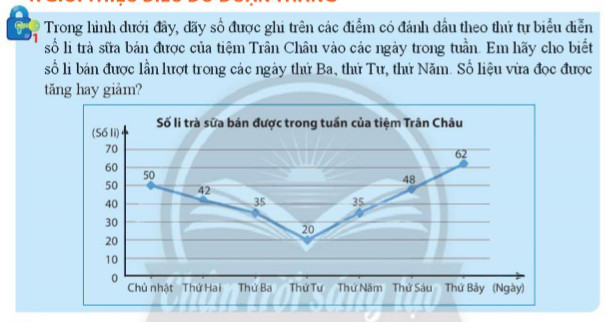 1 Trong hình dưới đây, dãy số được ghi trên các điểm có đánh dấu theo thứ tự biểu diễn
số li trà sữa bán được của tiệm Trân Châu vào các ngày trong tuần. Em hãy cho biết
số li bán được lần lượt trong các ngày thứ Ba, thứ Tư, thứ Năm. Số liệu vừa đọc được
tăng hay giảm?
Số li trà sữa bán được trong tuần của tiệm Trân Châu
(Số li)
70
60
50
40
30
20
10
0
50
42
35
20
35
48
62
Chủ nhật Thứ Hai Thứ Ba Thứ Tư Thứ Năm Thứ Sáu Thứ Bảy (Ngày)
Chân trời sáng tạo